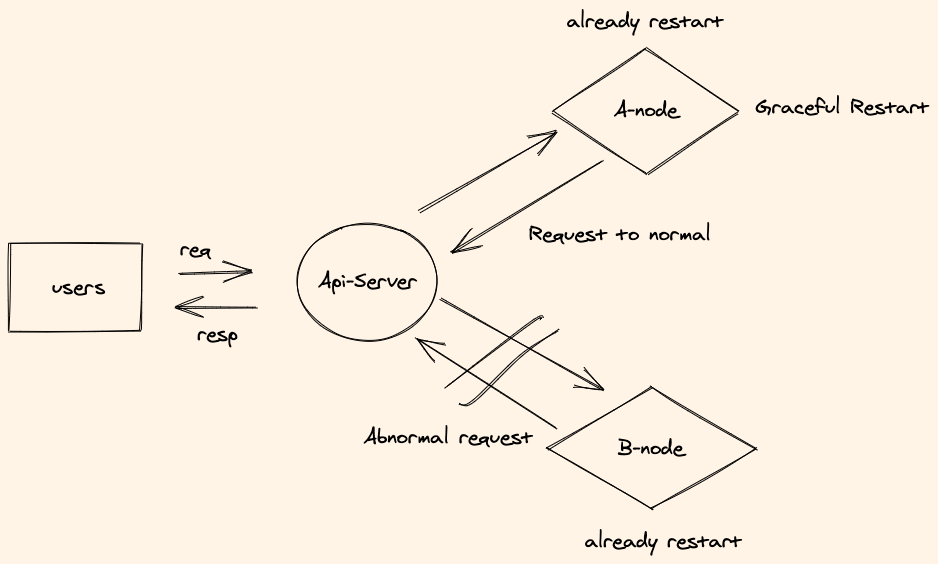 already restart
A-node
Graceful Restart
Request to normal
req
users
Api-Server
resp
Abnormal request
B-node
already restart